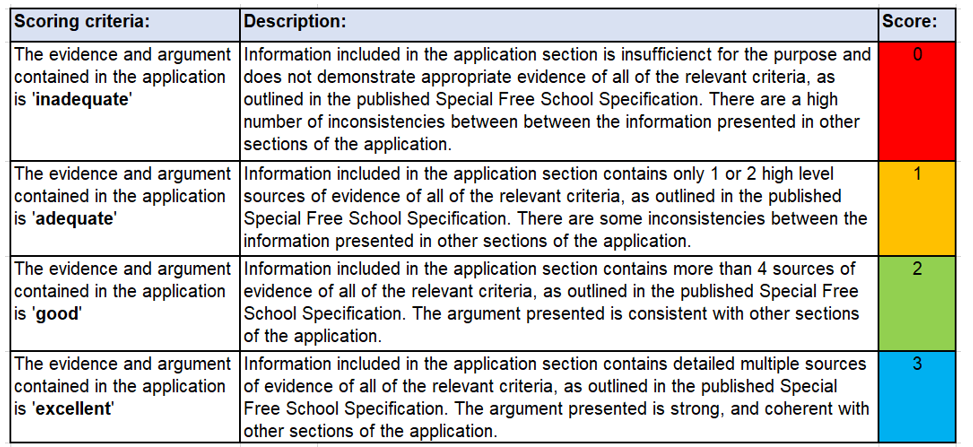 Scoring criteria: Description: Score:
The evidence and argument
contained in the application
is 'inadequate'
Information included in the application section is insufficienct for the purpose and
does not demonstrate appropriate evidence of all of the relevant criteria, as
outlined in the published Special Free School Specification. There are a high
number of inconsistencies between between the information presented in other
sections of the application.
0
The evidence and argument
contained in the application
is 'adequate'
Information included in the application section contains only 1 or 2 high level
sources of evidence of all of the relevant criteria, as outlined in the published
Special Free School Specification. There are some inconsistencies between the
information presented in other sections of the application.
1
The evidence and argument
contained in the application
is 'good'
Information included in the application section contains more than 4 sources of
evidence of all of the relevant criteria, as outlined in the published Special Free
School Specification. The argument presented is consistent with other sections
of the application.
2
The evidence and argument
contained in the application
is 'excellent'
Information included in the application section contains detailed multiple sources
of evidence of all of the relevant criteria, as outlined in the published Special
Free School Specification. The argument presented is strong, and coherent with
other sections of the application.
3